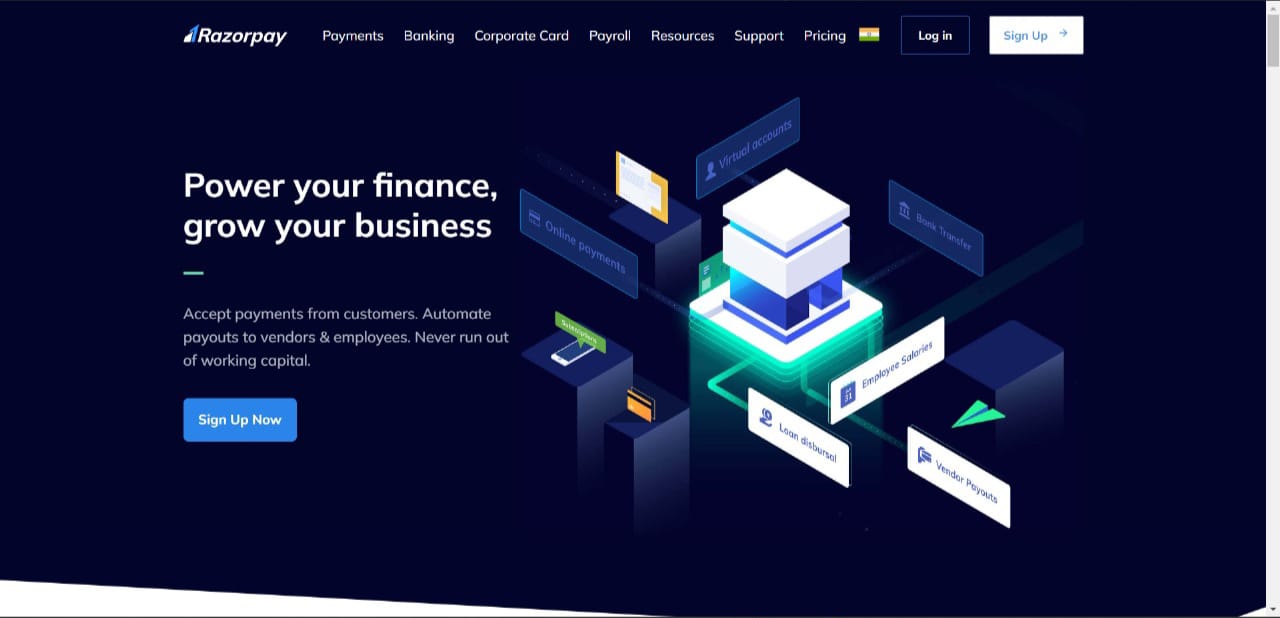 Razorpay
Payments
Banking
Corporate Card
Payroll
Resources
Support
Pricing
Log in
Sign Up
Power your finance,
grow your business
Accept payments from customers. Automate
payouts to vendors & employees. Never run out
of working capital.
Sign Up Now
Virtual accounts
Online payments
Bank Transfer
Subscriptions
Employee Salaries
31
Loan disbursal
Vendor Payouts